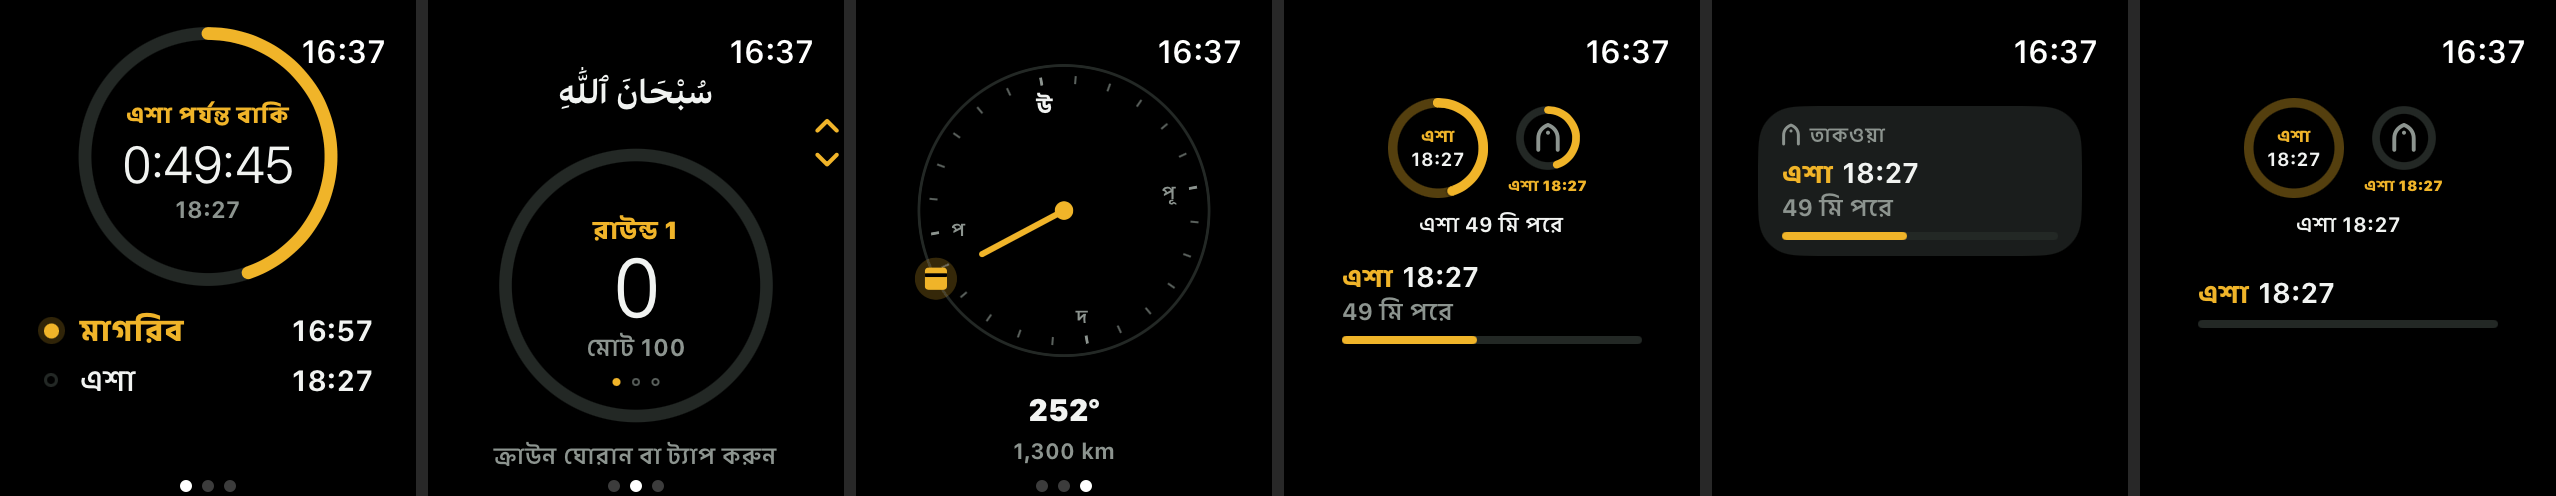 16:37
এশা পর্যন্ত বাকি
0:49:45
18:27
মাগরিব 16:57
এশা 18:27
16:37
سُبْحَانَ ٱللَّٰهِ
রাউন্ড 1
0
মোট 100
ক্রাউন ঘোরান বা ট্যাপ করুন
16:37
উ
পূ
প
দ
252°
1,300 km
16:37
এশা
18:27
এশা 18:27
এশা 49 মি পরে
এশা 18:27
49 মি পরে
16:37
তাকওয়া
এশা 18:27
49 মি পরে
16:37
এশা
18:27
এশা 18:27
এশা 18:27
এশা 18:27